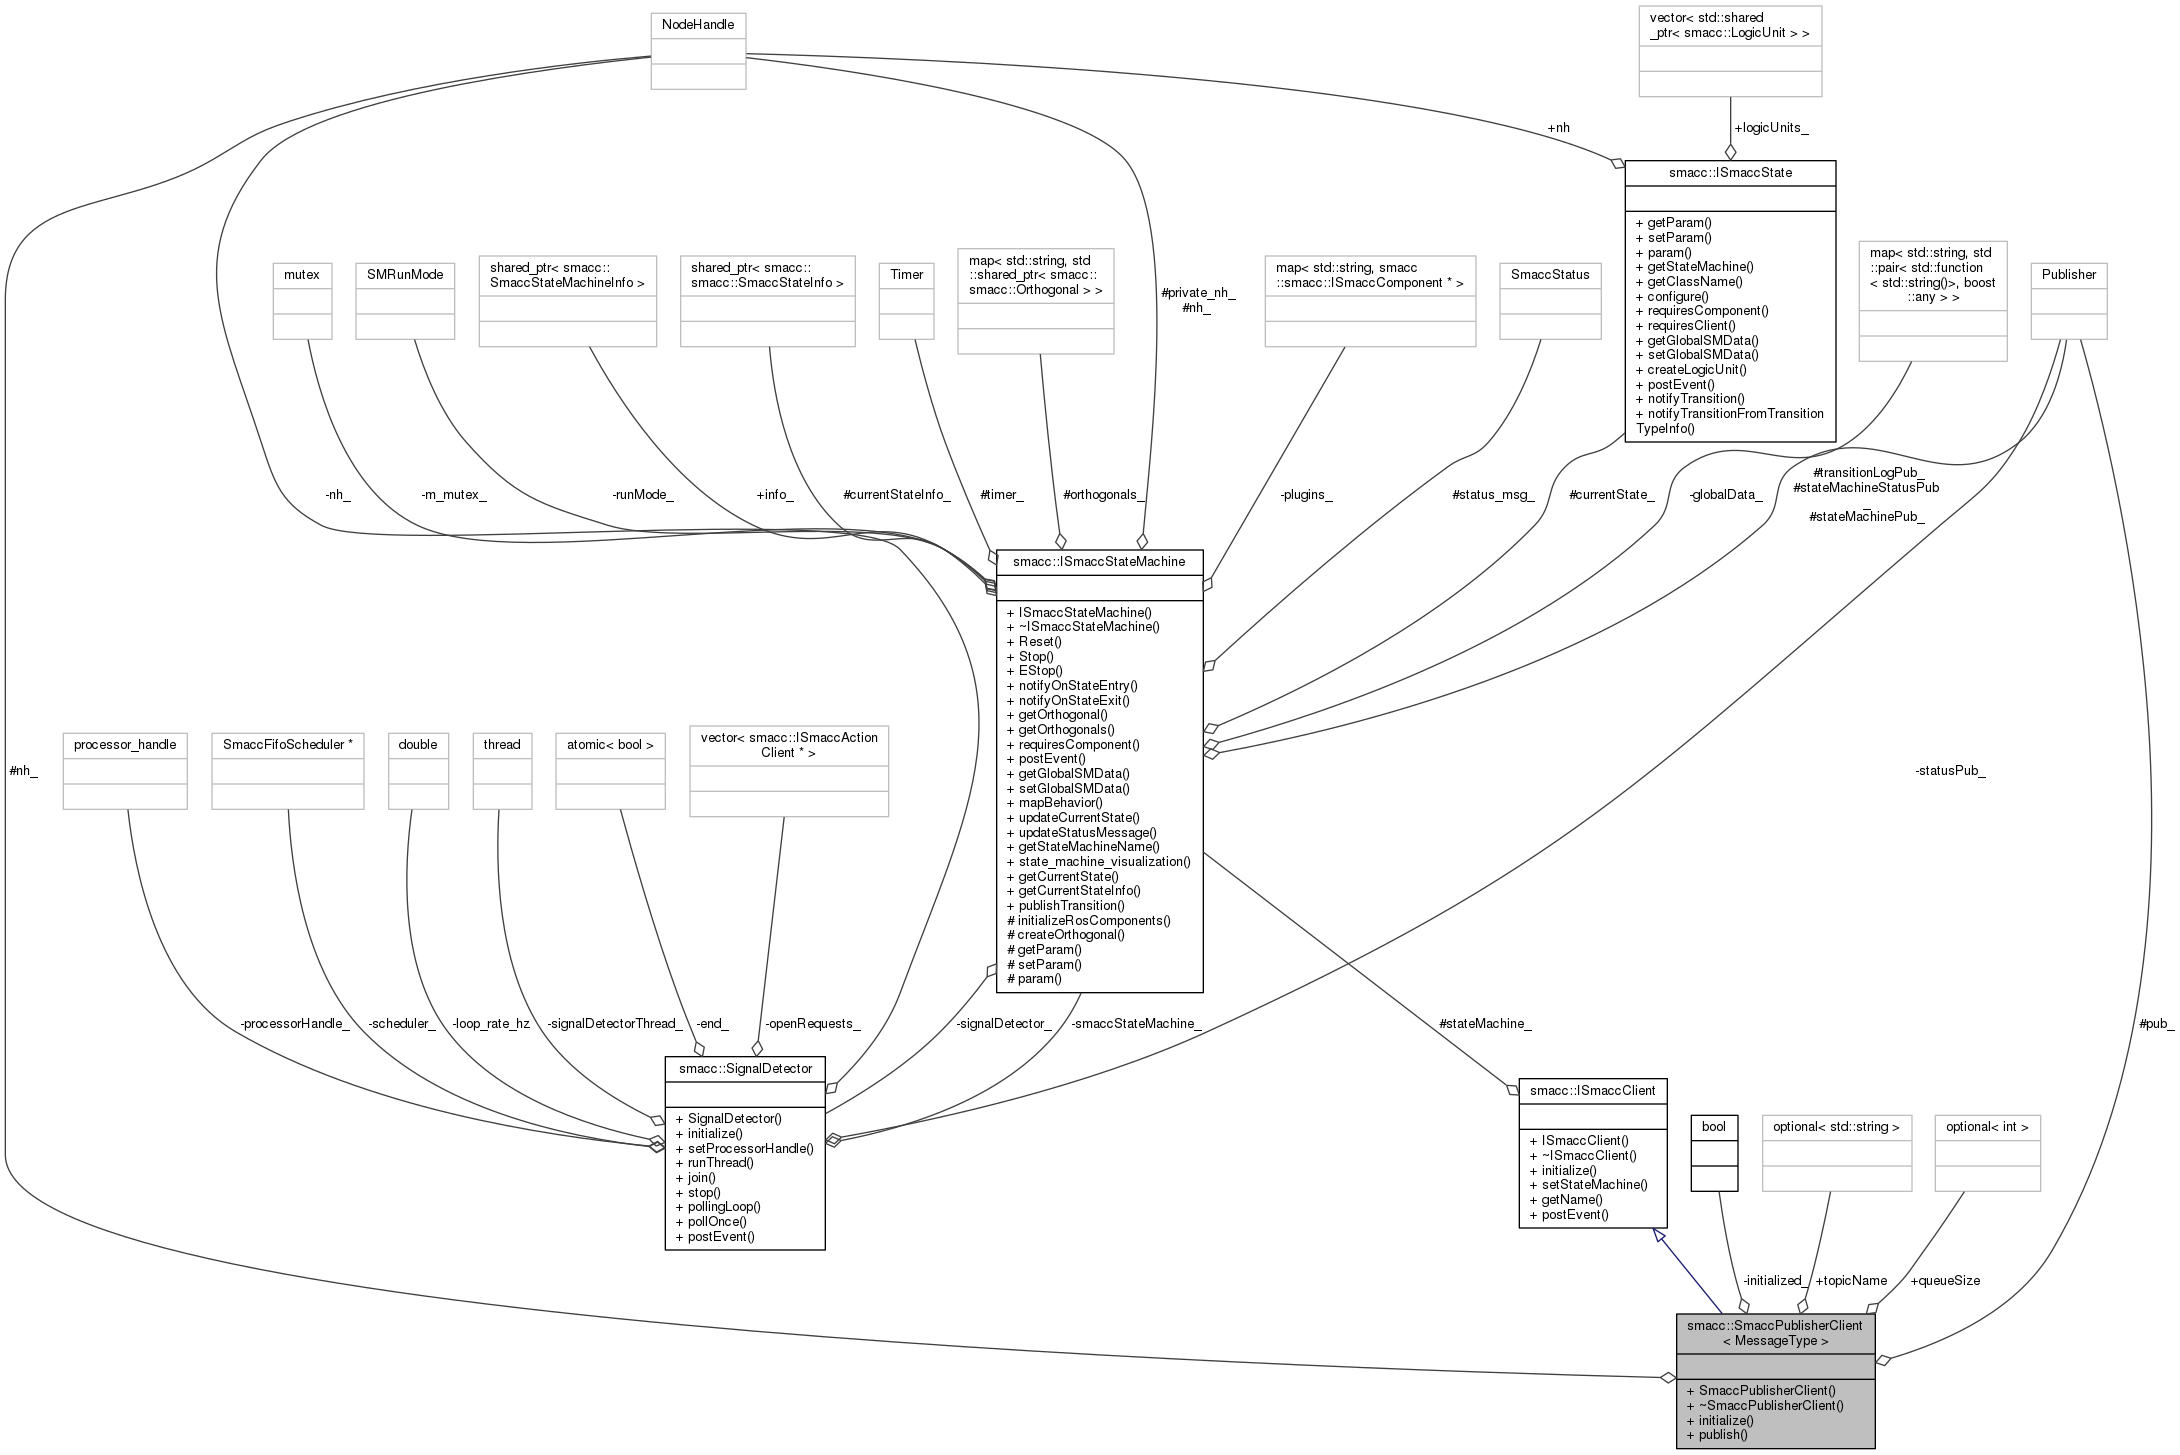 NodeHandle
vector< std::shared
_ptr< smacc::LogicUnit > >
+nh
+logicUnits_
smacc::ISmaccState
+ getParam()
+ setParam()
+ param()
+ getStateMachine()
+ getClassName()
+ configure()
+ requiresComponent()
+ requiresClient()
+ getGlobalSMData()
+ setGlobalSMData()
+ createLogicUnit()
+ postEvent()
+ notifyTransition()
+ notifyTransitionFromTransition
TypeInfo()
mutex
SMRunMode
shared_ptr< smacc::
SmaccStateMachineInfo >
shared_ptr< smacc::
smacc::SmaccStateInfo >
Timer
map< std::string, std
::shared_ptr< smacc::
smacc::Orthogonal > >
#private_nh_
#nh_
map< std::string, smacc
::smacc::ISmaccComponent * >
SmaccStatus
map< std::string, std
::pair< std::function
< std::string()>, boost
::any > >
Publisher
-nh_
-m_mutex_
-runMode_
+info_
#currentStateInfo_
#timer_
#orthogonals_
-plugins_
#status_msg_
#currentState_
-globalData_
#transitionLogPub_
#stateMachineStatusPub
_
#stateMachinePub_
smacc::ISmaccStateMachine
+ ISmaccStateMachine()
+ ~ISmaccStateMachine()
+ Reset()
+ Stop()
+ EStop()
+ notifyOnStateEntry()
+ notifyOnStateExit()
+ getOrthogonal()
+ getOrthogonals()
+ requiresComponent()
+ postEvent()
+ getGlobalSMData()
+ setGlobalSMData()
+ mapBehavior()
+ updateCurrentState()
+ updateStatusMessage()
+ getStateMachineName()
+ state_machine_visualization()
+ getCurrentState()
+ getCurrentStateInfo()
+ publishTransition()
# initializeRosComponents()
# createOrthogonal()
# getParam()
# setParam()
# param()
#nh_
processor_handle
SmaccFifoScheduler *
double
thread
atomic< bool >
vector< smacc::ISmaccAction
Client * >
-statusPub_
-processorHandle_
-scheduler_
-loop_rate_hz
-signalDetectorThread_
-end_
-openRequests_
-signalDetector_
-smaccStateMachine_
#stateMachine_
#pub_
smacc::SignalDetector
+ SignalDetector()
+ initialize()
+ setProcessorHandle()
+ runThread()
+ join()
+ stop()
+ pollingLoop()
+ pollOnce()
+ postEvent()
smacc::ISmaccClient
+ ISmaccClient()
+ ~ISmaccClient()
+ initialize()
+ setStateMachine()
+ getName()
+ postEvent()
bool
optional< std::string >
optional< int >
-initialized_
+topicName
+queueSize
smacc::SmaccPublisherClient
< MessageType >
+ SmaccPublisherClient()
+ ~SmaccPublisherClient()
+ initialize()
+ publish()